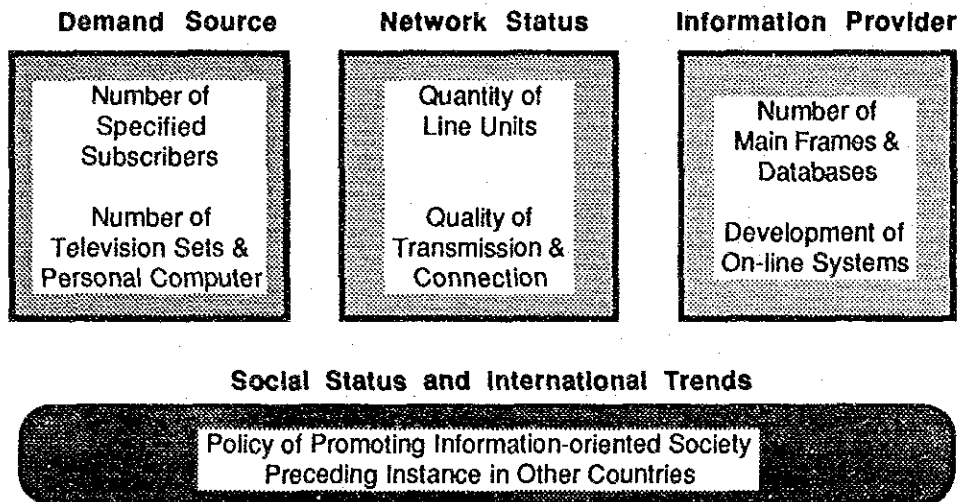 Demand Source
Network Status
Information Provider
Number of
Specified
Subscribers
Number of
Television Sets &
Personal Computer
Quantity of
Line Units
Quality of
Transmission &
Connection
Number of
Main Frames &
Databases
Development of
On-line Systems
Social Status and International Trends
Policy of Promoting Information-oriented Society
Preceding Instance in Other Countries